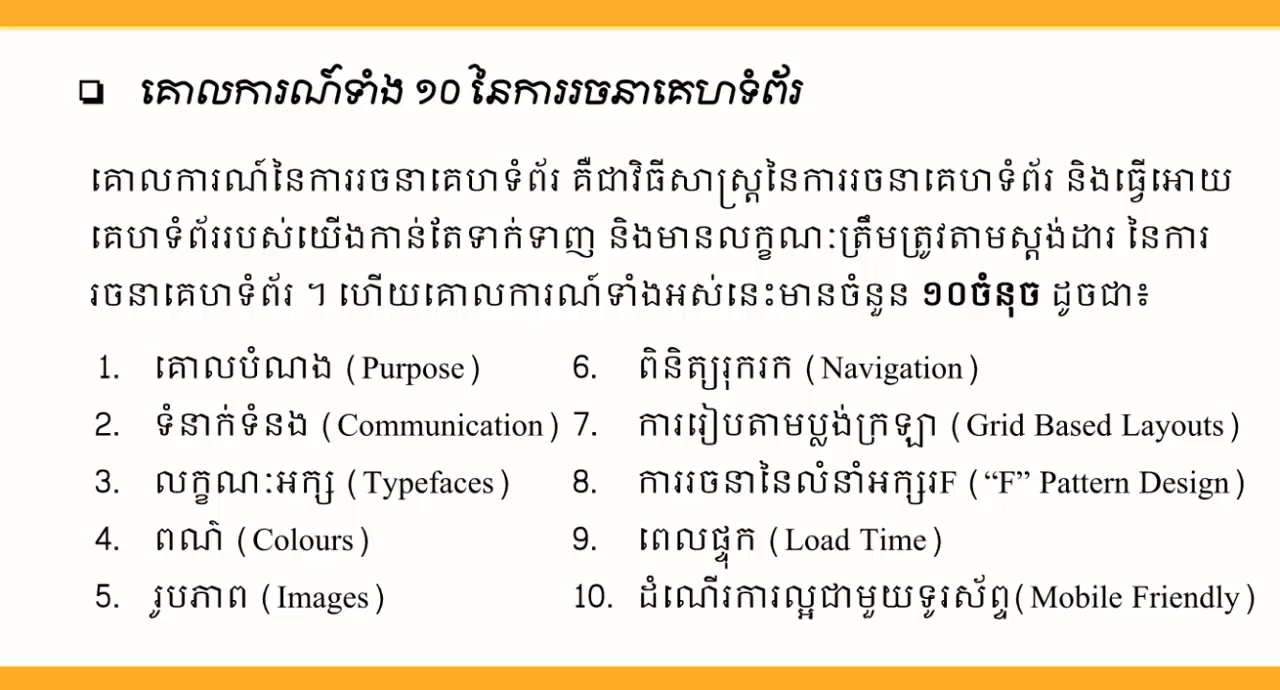 ❑ គោលការណ៍ទាំង ១០ នៃការរចនាគេហទំព័រ
គោលការណ៍នៃការរចនាគេហទំព័រ គឺជាវិធីសាស្ត្រនៃការរចនាគេហទំព័រ និងធ្វើអោយ
គេហទំព័ររបស់យើងកាន់តែទាក់ទាញ និងមានលក្ខណៈត្រឹមត្រូវតាមស្តង់ដារ នៃការ
រចនាគេហទំព័រ ។ ហើយគោលការណ៍ទាំងអស់នេះមានចំនួន ១០ចំនុច ដូចជា៖
1. គោលបំណង (Purpose)
2. ទំនាក់ទំនង (Communication)
3. លក្ខណៈអក្ស (Typefaces)
4. ពណ៌ (Colours)
5. រូបភាព (Images)
6. ពិនិត្យរុករក (Navigation)
7. ការរៀបតាមប្លង់ក្រឡា (Grid Based Layouts)
8. ការរចនានៃលំនាំអក្សរF (“F” Pattern Design)
9. ពេលផ្ទុក (Load Time)
10. ដំណើរការល្អជាមួយទូរស័ព្ទ(Mobile Friendly)